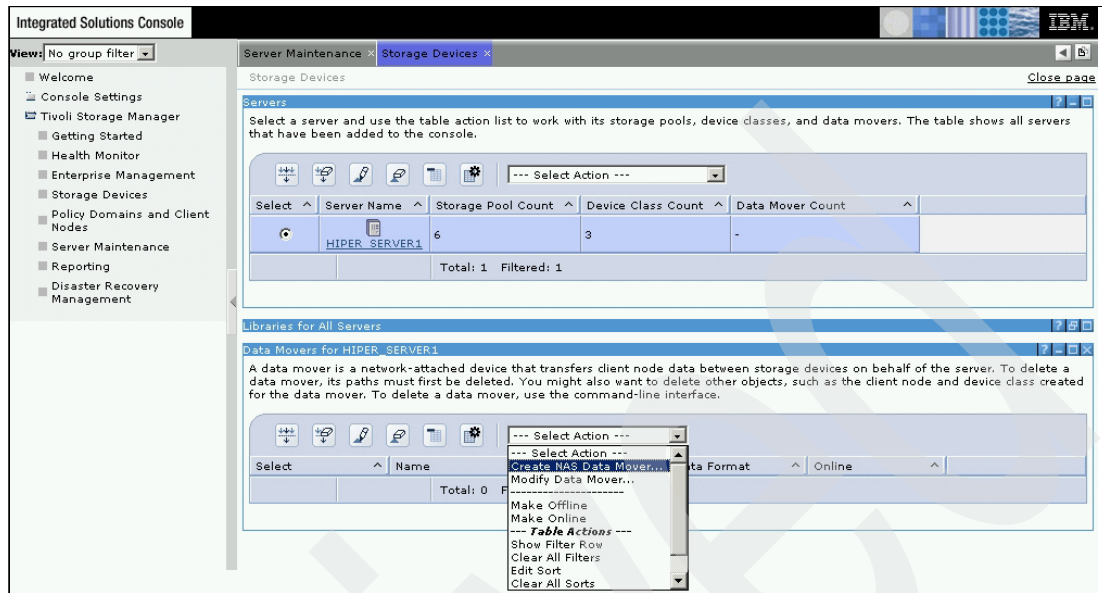 Integrated Solutions Console
IBM.
View: No group filter
Welcome
Console Settings
Tivoli Storage Manager
Getting Started
Health Monitor
Enterprise Management
Storage Devices
Policy Domains and Client
Nodes
Server Maintenance
Reporting
Disaster Recovery
Management
Server Maintenance × Storage Devices ×
Storage Devices
Close page
Servers
Select a server and use the table action list to work with its storage pools, device classes, and data movers. The table shows all servers
that have been added to the console.
--- Select Action ---
Select Server Name Storage Pool Count Device Class Count Data Mover Count
HIPER_SERVER1 6 3 -
Total: 1 Filtered: 1
Libraries for All Servers
Data Movers for HIPER_SERVER1
A data mover is a network-attached device that transfers client node data between storage devices on behalf of the server. To delete a
data mover, its paths must first be deleted. You might also want to delete other objects, such as the client node and device class created
for the data mover. To delete a data mover, use the command-line interface.
--- Select Action ---
Select Name ata Format Online
Total: 0 F
--- Select Action ---
Create NAS Data Mover...
Modify Data Mover...
---------------------
Make Offline
Make Online
--- Table Actions ---
Show Filter Row
Clear All Filters
Edit Sort
Clear All Sorts